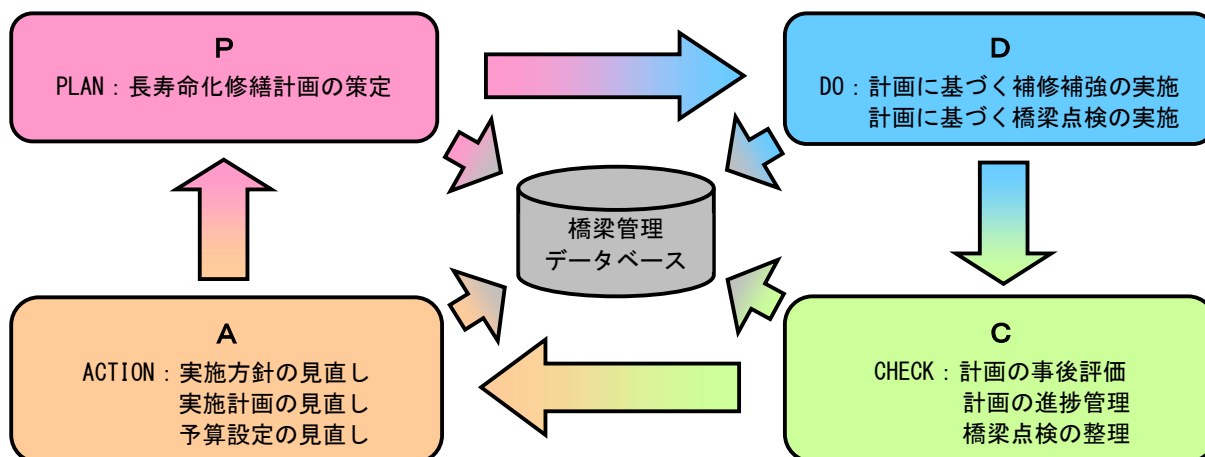 P
PLAN：長寿命化修繕計画の策定
D
DO：計画に基づく補修補強の実施
計画に基づく橋梁点検の実施
橋梁管理
データベース
A
ACTION：実施方針の見直し
実施計画の見直し
予算設定の見直し
C
CHECK：計画の事後評価
計画の進捗管理
橋梁点検の整理